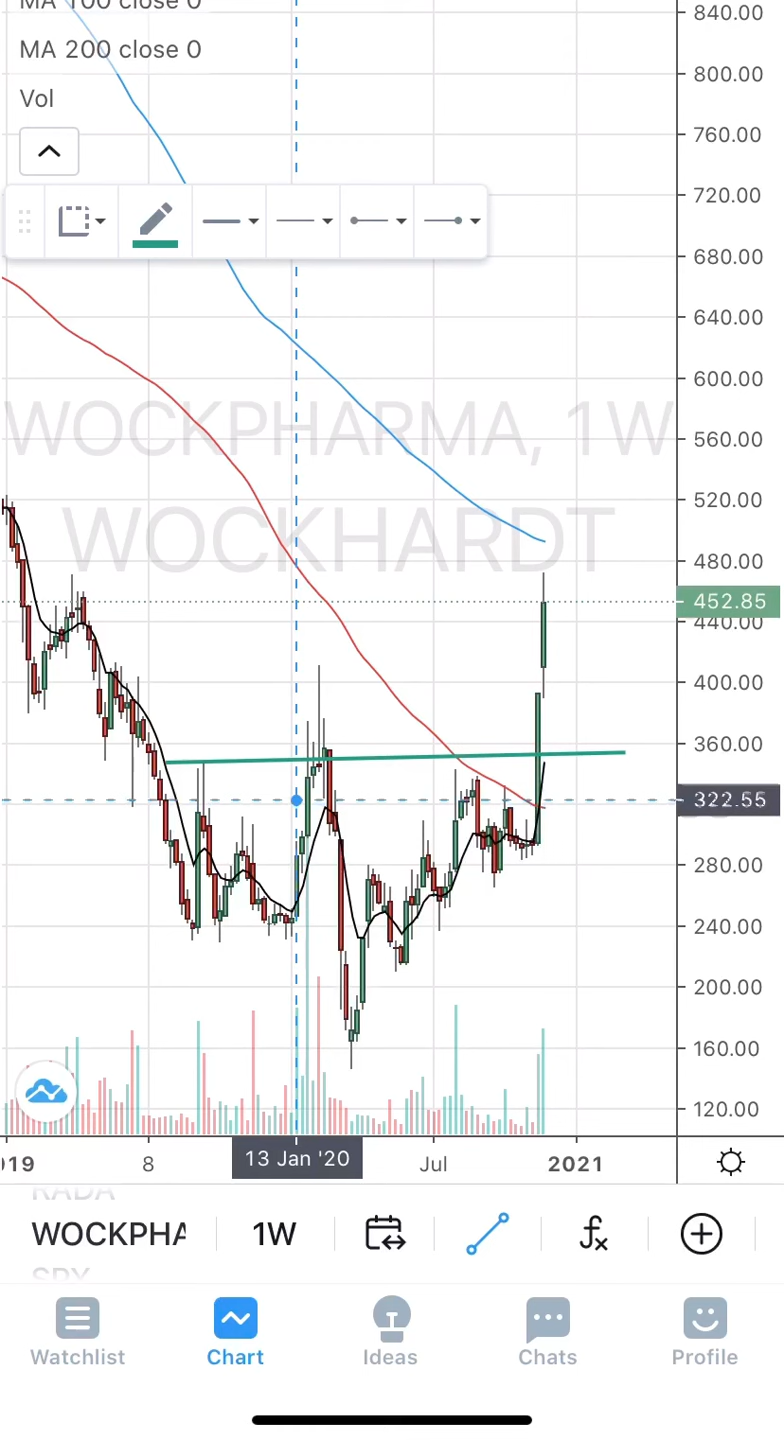 MA 100 close 0
840.00
MA 200 close 0
800.00
Vol
760.00
720.00
680.00
640.00
600.00
WOCKPHARMA, 1W
560.00
520.00
WOCKHARDT
480.00
452.85
440.00
400.00
360.00
322.55
280.00
240.00
200.00
160.00
120.00
019
8
13 Jan '20
Jul
2021
RADA
WOCKPHA
1W
SPY
Watchlist
Chart
Ideas
Chats
Profile